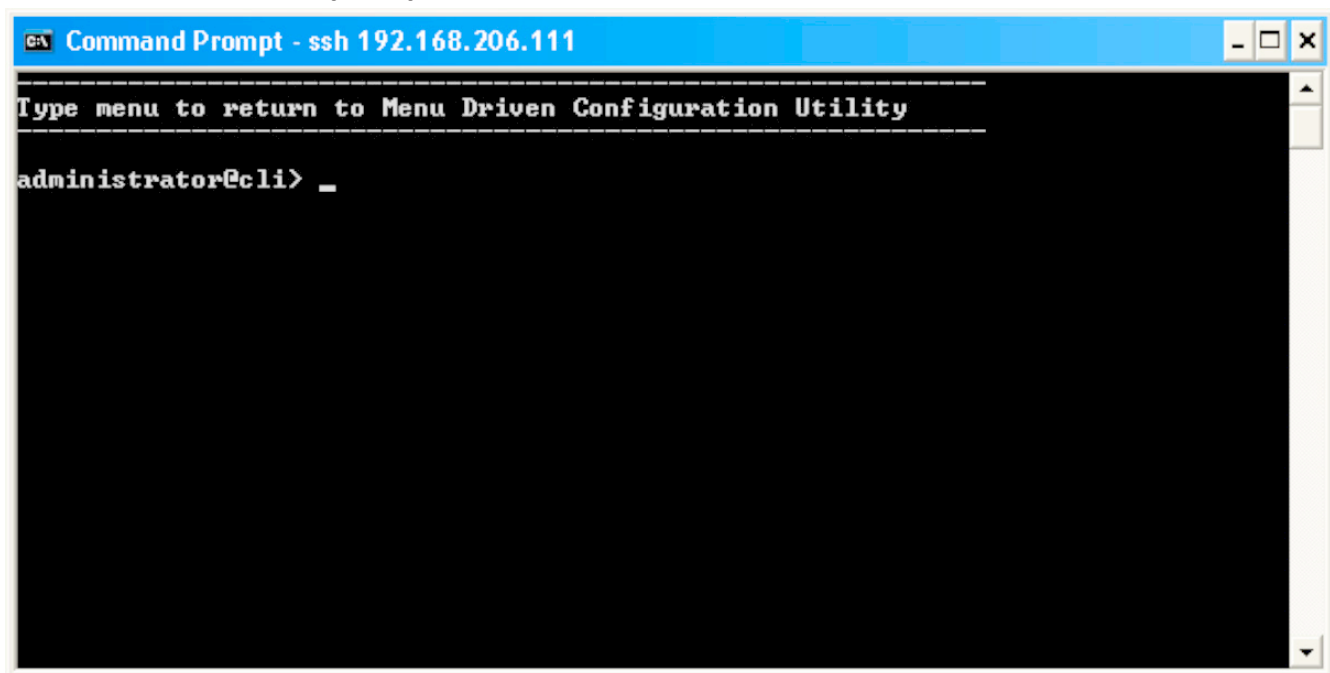 Command Prompt - ssh 192.168.206.111
Type menu to return to Menu Driven Configuration Utility
administrator@cli> _